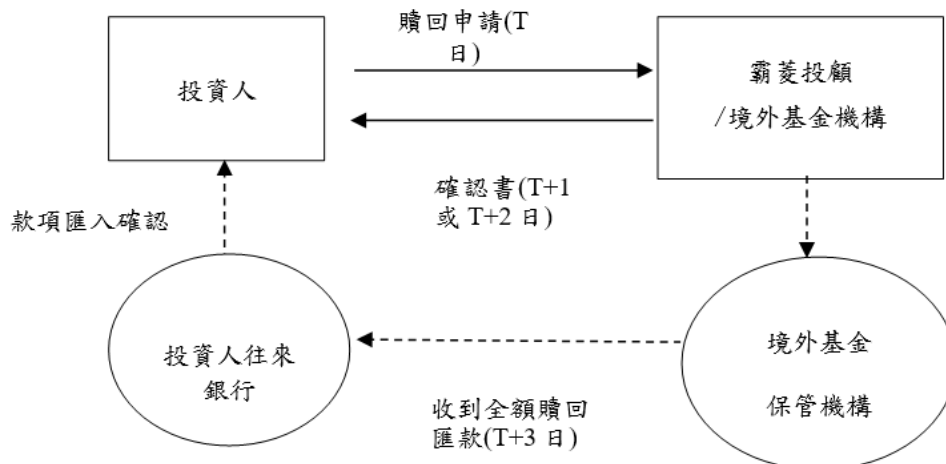 贖回申請(T
日)
投資人
霸菱投顧
/境外基金機構
確認書(T+1
或 T+2 日)
款項匯入確認
投資人往來
銀行
境外基金
保管機構
收到全額贖回
匯款(T+3 日)